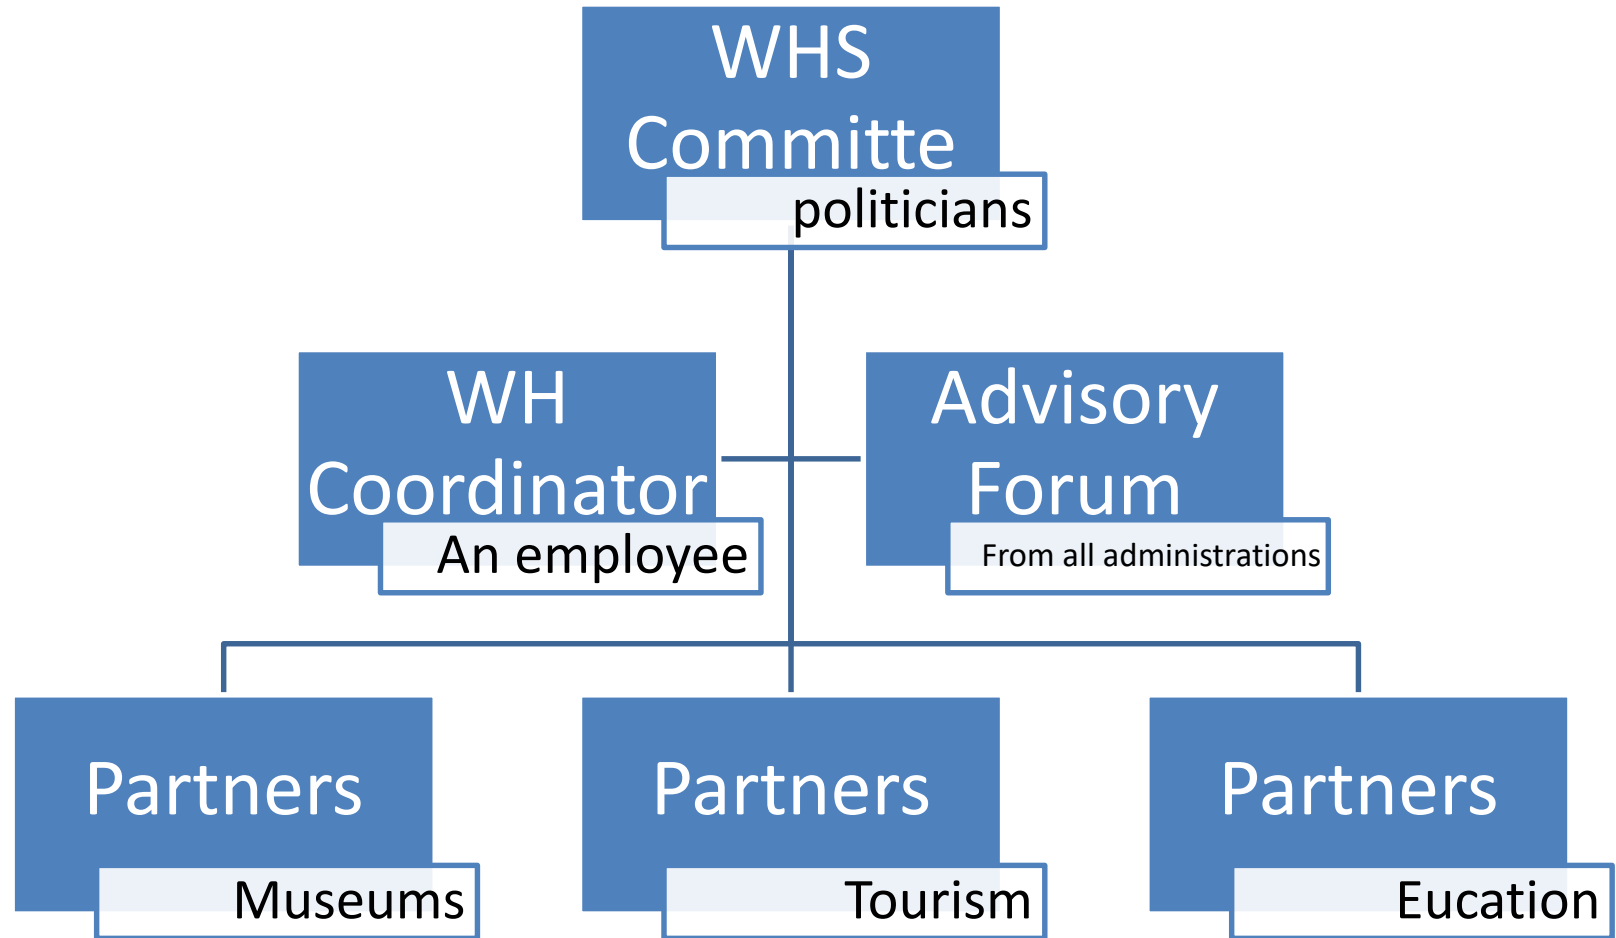 WHS
Committe
politicians
WH
Coordinator
An employee
Advisory
Forum
From all administrations
Partners
Museums
Partners
Tourism
Partners
Eucation